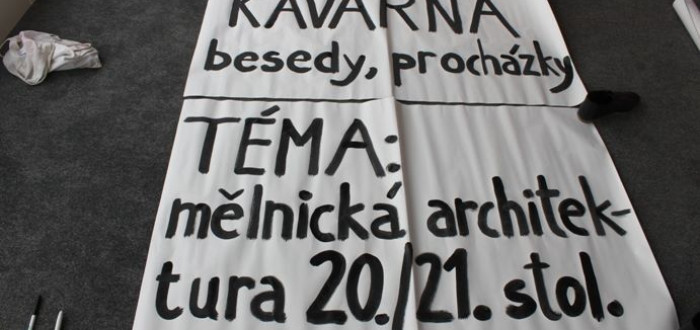 KAVÁRNA
besedy, procházky
TÉMA:
mělnická architek-
tura 20./21. stol.